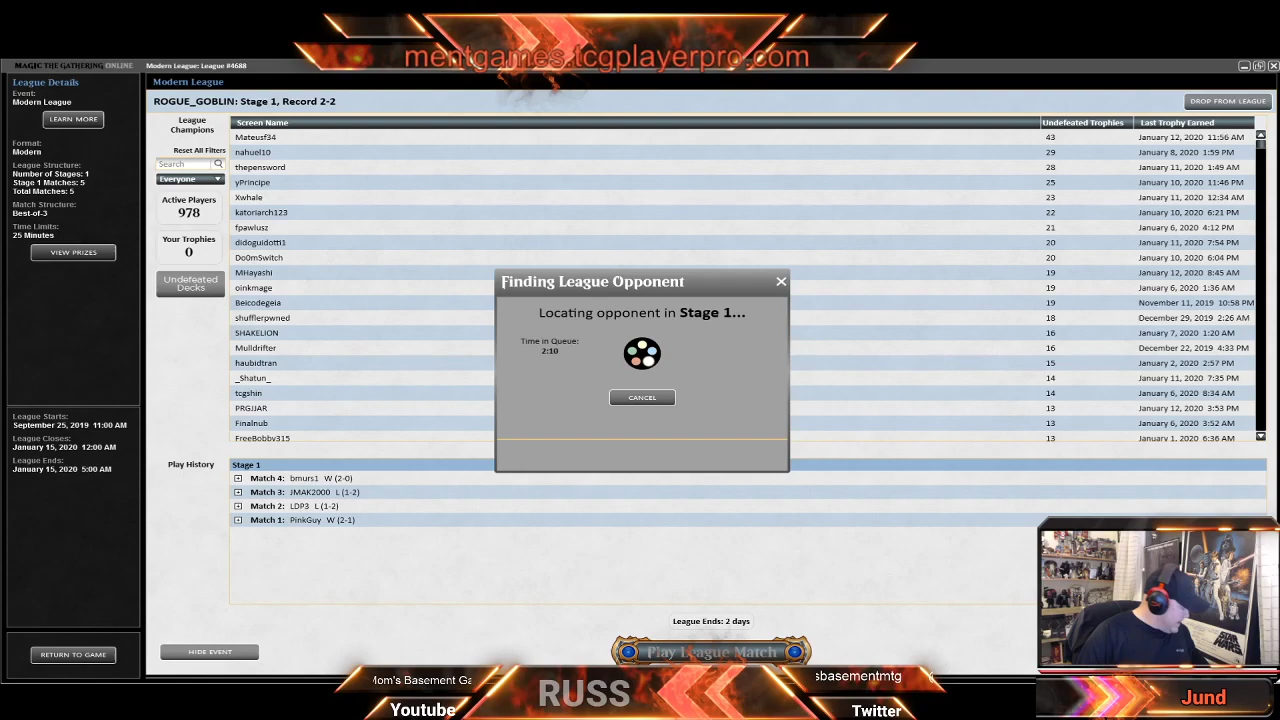 mentgames.tcgplayerpro.com
MAGIC THE GATHERING ONLINE
Modern League: League #4688
League Details
Event:
Modern League
LEARN MORE
Format:
Modern
League Structure:
Number of Stages: 1
Stage 1 Matches: 5
Total Matches: 5
Match Structure:
Best-of-3
Time Limits:
25 Minutes
VIEW PRIZES
League Starts:
September 25, 2019 11:00 AM
League Closes:
January 15, 2020 12:00 AM
League Ends:
January 15, 2020 5:00 AM
RETURN TO GAME
Modern League
ROGUE_GOBLIN: Stage 1, Record 2-2
DROP FROM LEAGUE
League
Champions
Reset All Filters
Search
Everyone
Active Players
978
Your Trophies
0
Undefeated
Decks
Screen Name Undefeated Trophies Last Trophy Earned
Mateusf34 43 January 12, 2020 11:56 AM
nahuel10 29 January 8, 2020 1:59 PM
thepensword 28 January 11, 2020 1:49 AM
yPrincipe 25 January 10, 2020 11:46 PM
Xwhale 23 January 11, 2020 12:34 AM
katoriarch123 22 January 10, 2020 6:21 PM
fpawlusz 21 January 6, 2020 4:12 PM
didoguidotti1 20 January 11, 2020 7:54 PM
Do0mSwitch 20 January 10, 2020 6:04 PM
MHayashi 19 January 12, 2020 8:45 AM
oinkmage 19 January 6, 2020 1:36 AM
Beicodegeia 19 November 11, 2019 10:58 PM
shufflerpwned 18 December 29, 2019 2:26 AM
SHAKELION 16 January 7, 2020 1:20 AM
Mulldrifter 16 December 22, 2019 4:33 PM
haubidtran 15 January 2, 2020 2:57 PM
_Shatun_ 14 January 11, 2020 7:35 PM
tcgshin 14 January 6, 2020 8:34 AM
PRGJJAR 13 January 12, 2020 3:53 PM
Finalnub 13 January 6, 2020 3:52 AM
FreeBobby315 13 January 1, 2020 6:36 AM
Finding League Opponent
Locating opponent in Stage 1...
Time in Queue:
2:10
CANCEL
Play History
Stage 1
Match 4: bmurs1 W (2-0)
Match 3: JMAK2000 L (1-2)
Match 2: LDP3 L (1-2)
Match 1: PinkGuy W (2-1)
League Ends: 2 days
HIDE EVENT
Play League Match
STAR
WARS
Mom's Basement Ga
Youtube
RUSS
sbasementmtg
Twitter
Jund